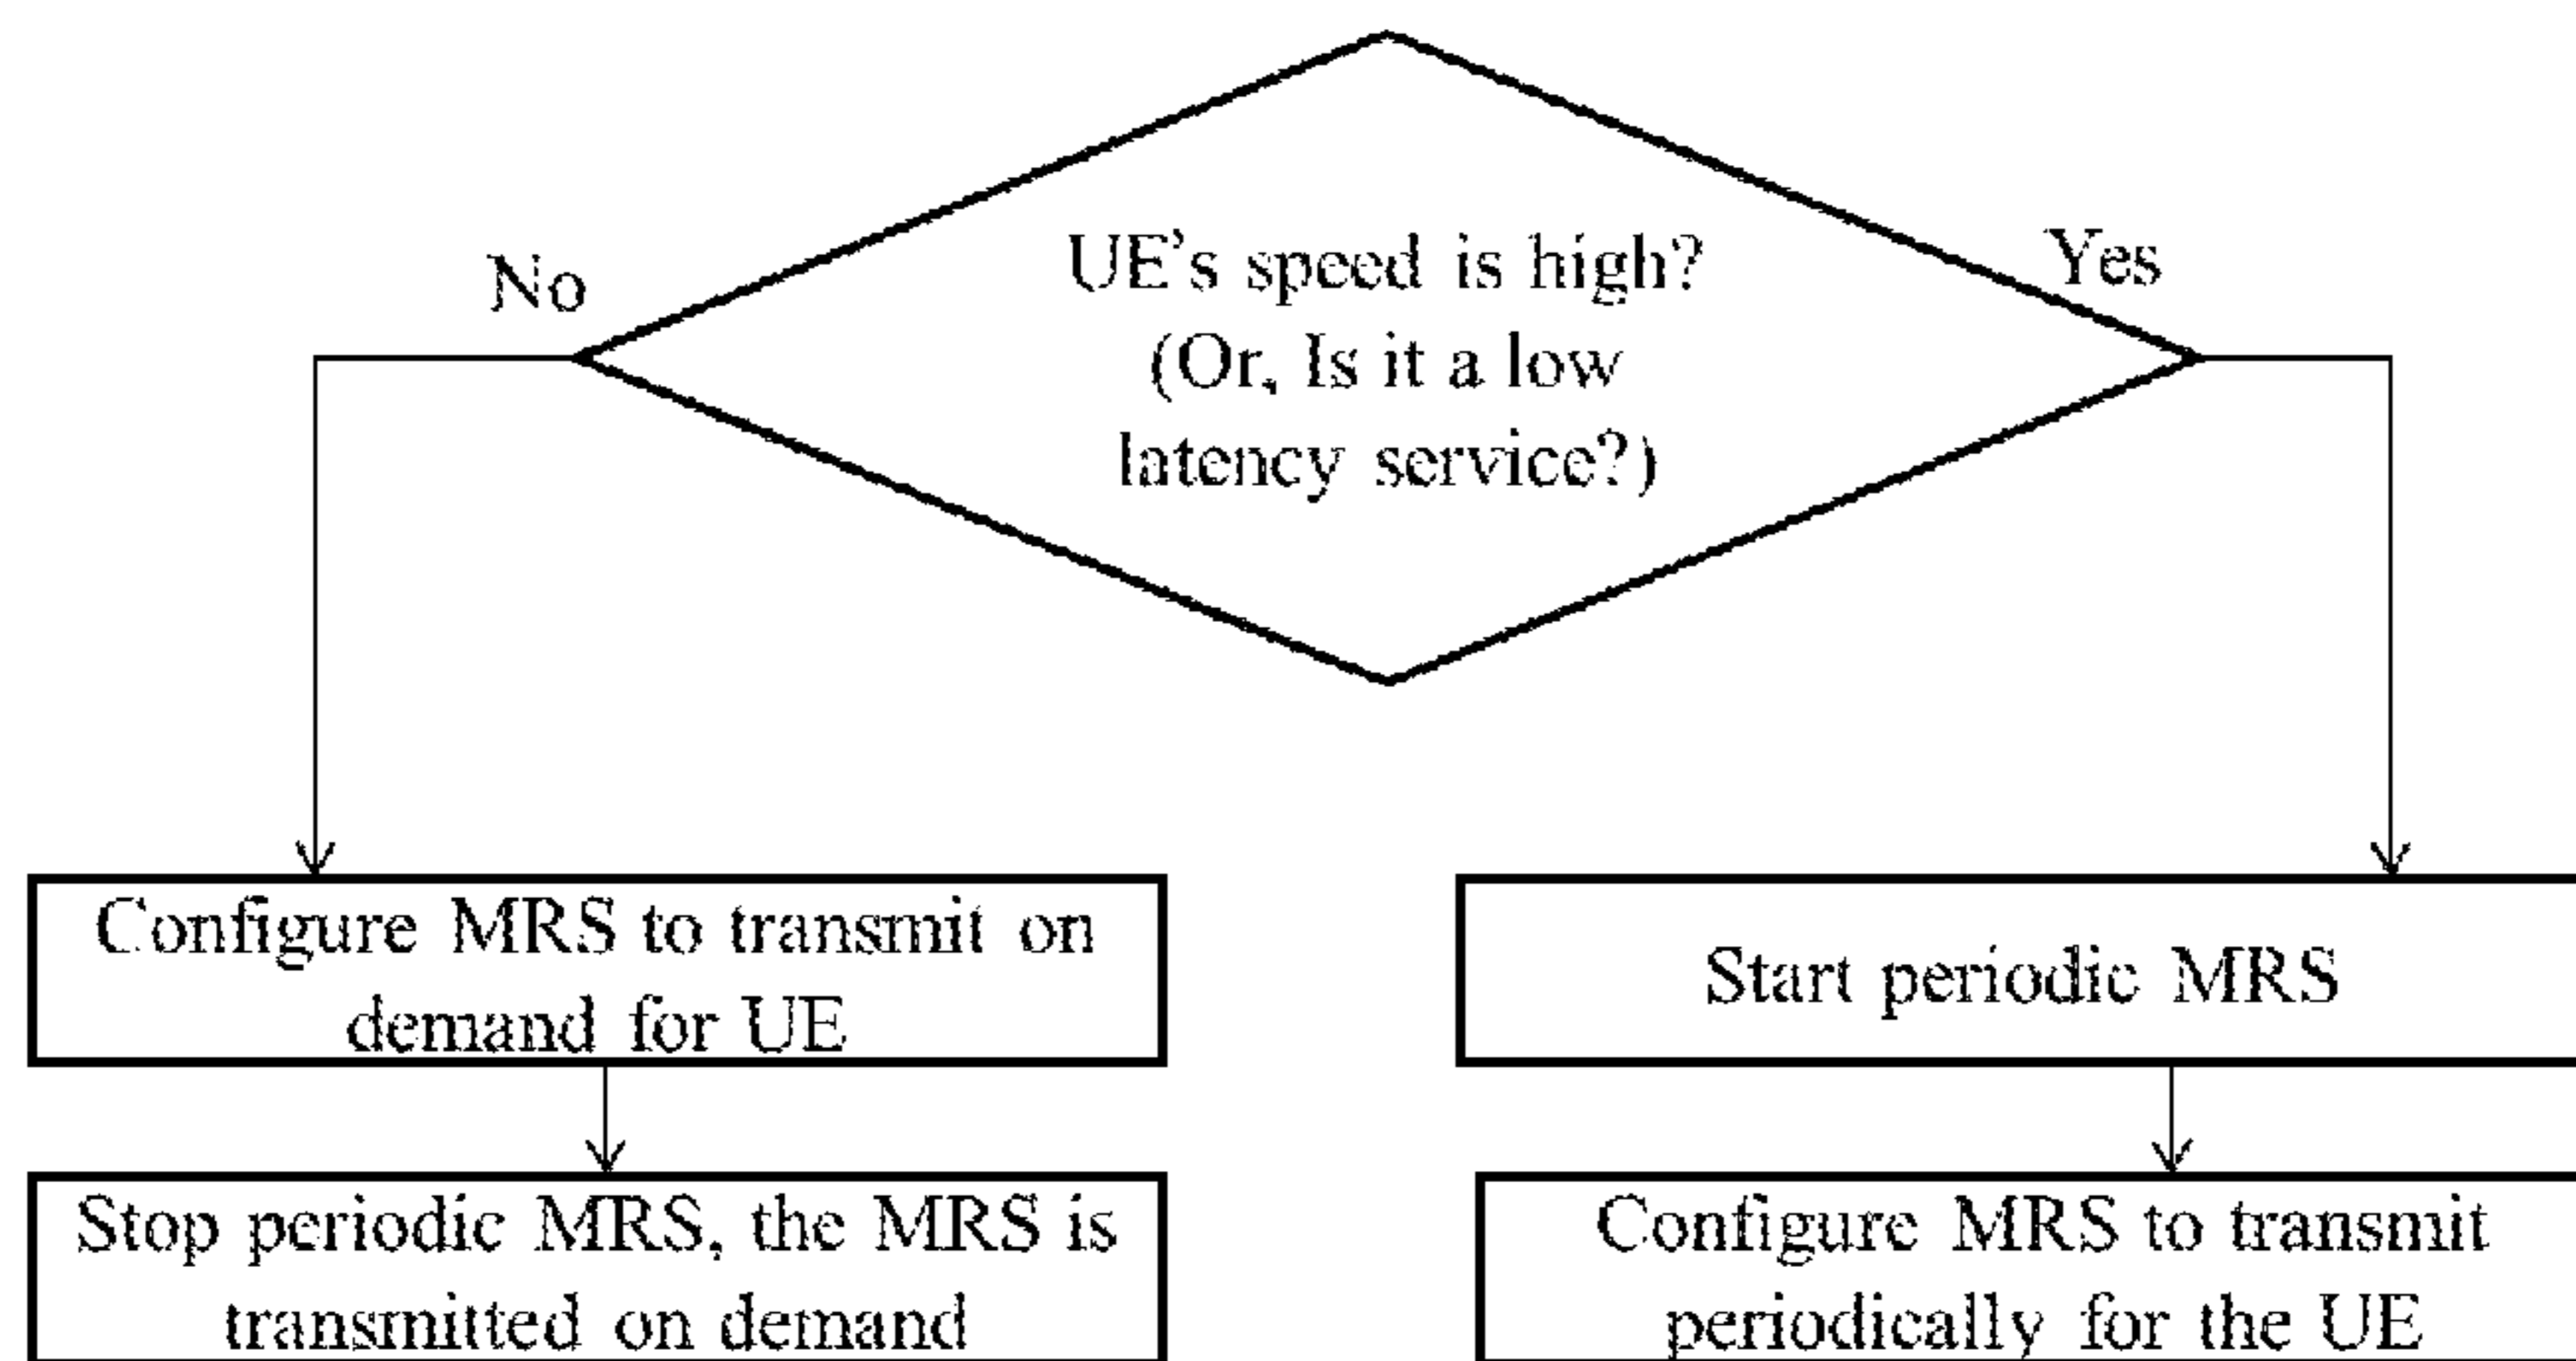 No
Yes
UE's speed is high?
(Or, Is it a low
latency service?)
Configure MRS to transmit on
demand for UE
Start periodic MRS
Stop periodic MRS, the MRS is
transmitted on demand
Configure MRS to transmit
periodically for the UE